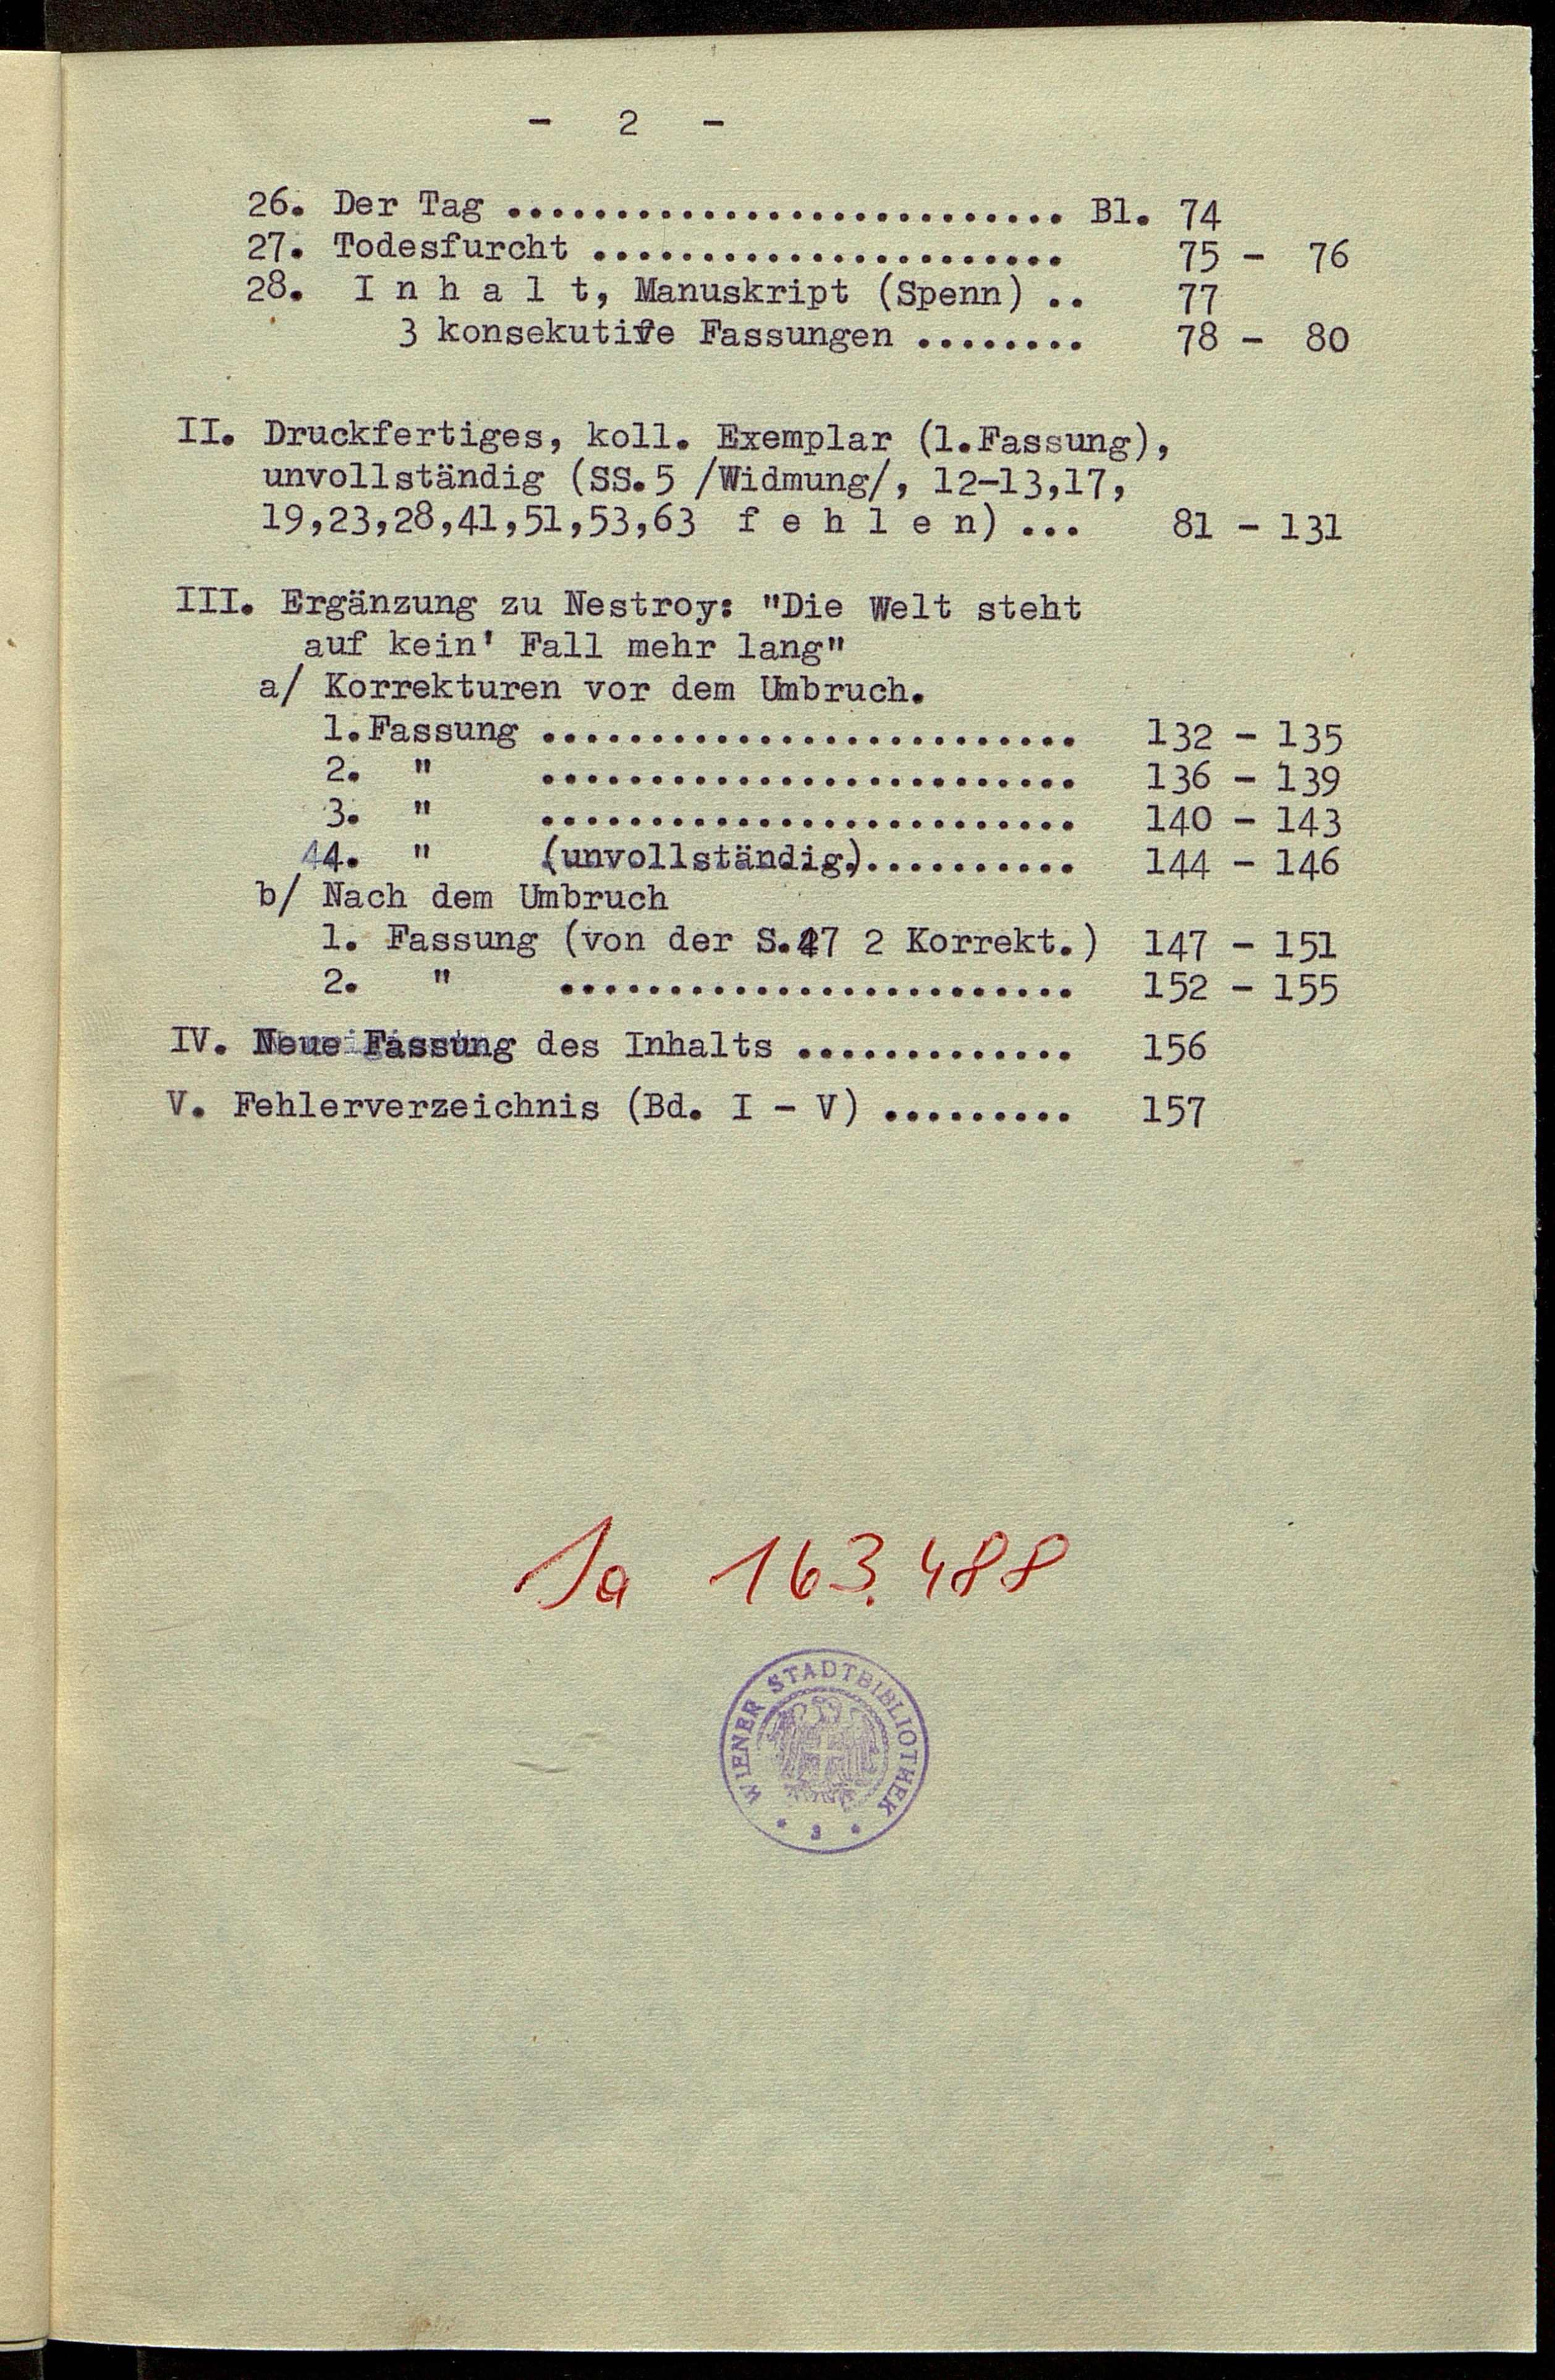 - 2 -
26. Der Tag .......................... Bl. 74
27. Todesfurcht ...................... 75 - 76
28. I n h a l t, Manuskript (Spenn) .. 77
3 konsekutive Fassungen ........ 78 - 80
II. Druckfertiges, koll. Exemplar (1.Fassung),
unvollständig (SS.5 /Widmung/, 12-13,17,
19,23,28,41,51,53,63 f e h l e n) ... 81 - 131
III. Ergänzung zu Nestroy: "Die Welt steht
auf kein' Fall mehr lang"
a/ Korrekturen vor dem Umbruch.
1.Fassung ......................... 132 - 135
2. " ......................... 136 - 139
3. " ......................... 140 - 143
4. " (unvollständig).......... 144 - 146
b/ Nach dem Umbruch
1. Fassung (von der S. 2 Korrekt.) 147 - 151
2. " ........................ 152 - 155
IV. Neue Fassung des Inhalts ............. 156
V. Fehlerverzeichnis (Bd. I - V) ......... 157
Ja 163.488
WIENER STADTBIBLIOTHEK
* 3 *